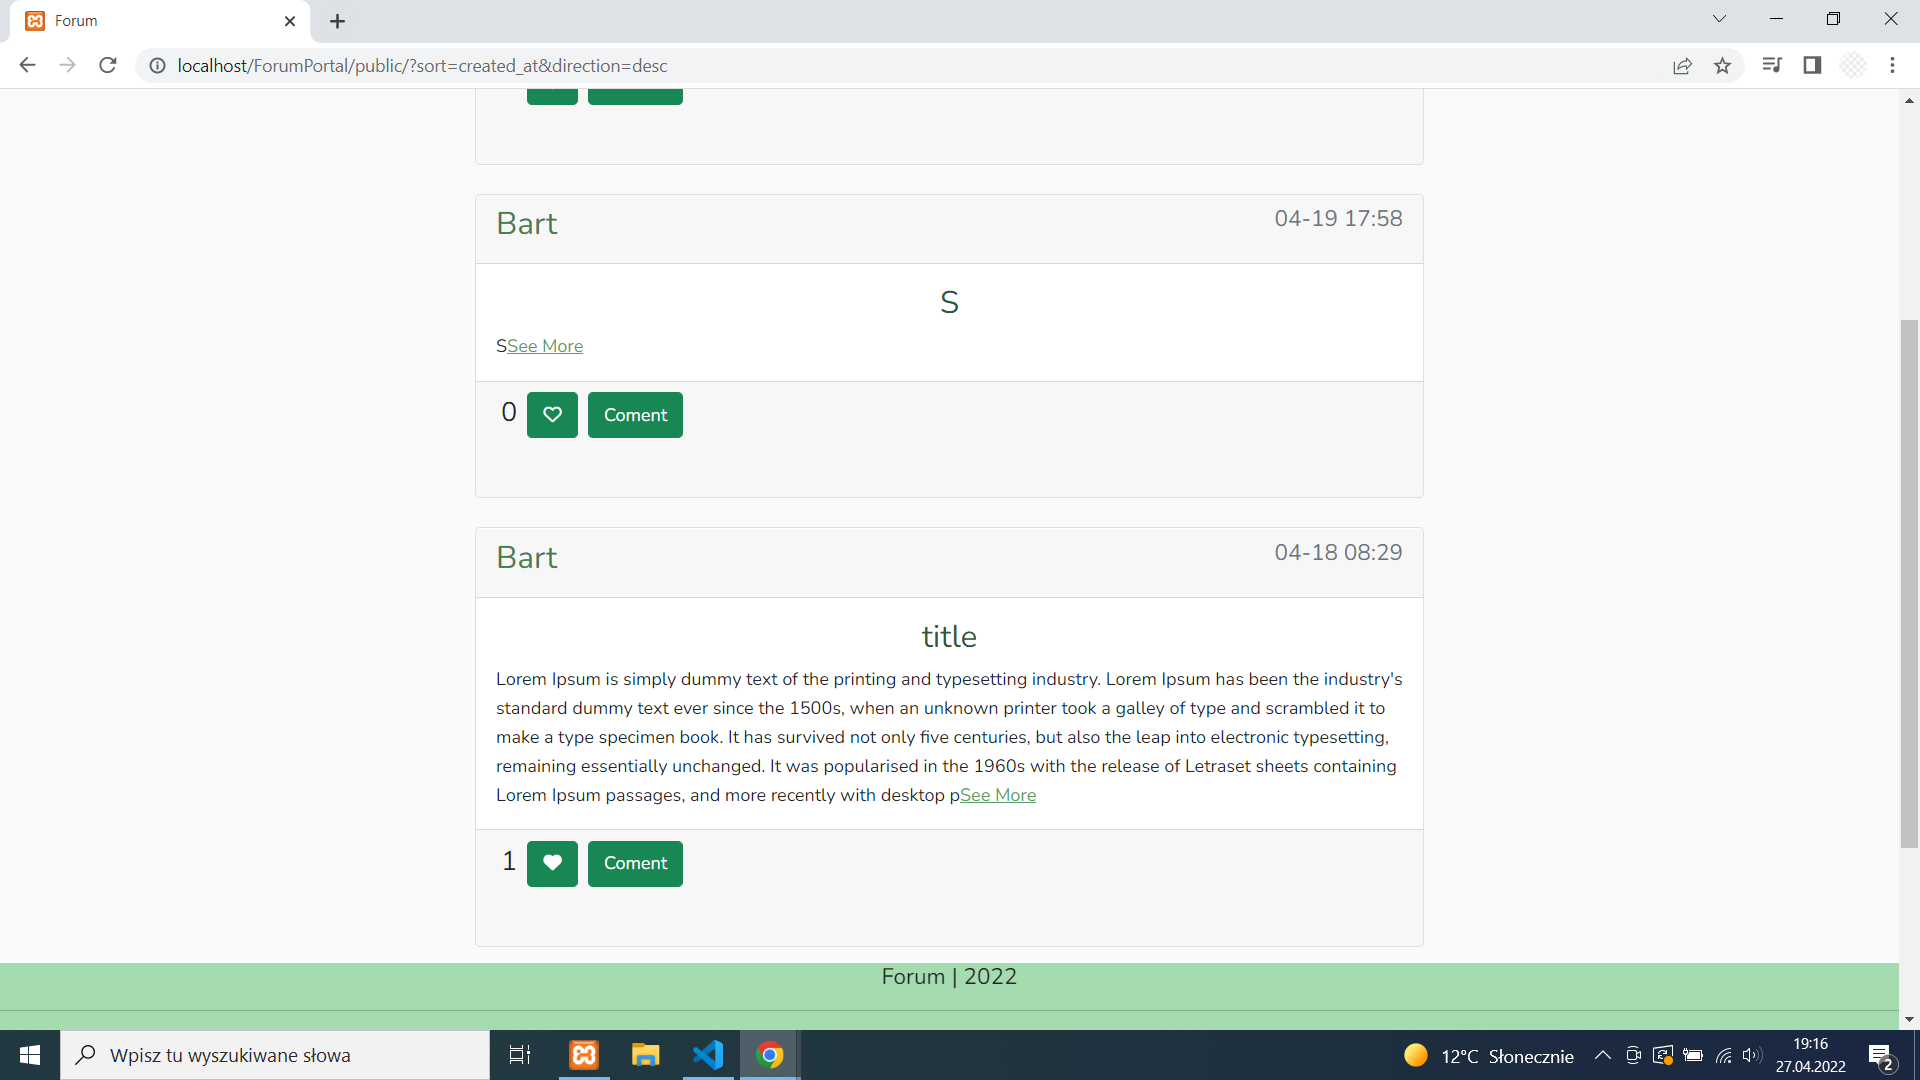 Forum
localhost/ForumPortal/public/?sort=created_at&direction=desc
Bart
04-19 17:58
S
SSee More
0
Coment
Bart
04-18 08:29
title
Lorem Ipsum is simply dummy text of the printing and typesetting industry. Lorem Ipsum has been the industry's
standard dummy text ever since the 1500s, when an unknown printer took a galley of type and scrambled it to
make a type specimen book. It has survived not only five centuries, but also the leap into electronic typesetting,
remaining essentially unchanged. It was popularised in the 1960s with the release of Letraset sheets containing
Lorem Ipsum passages, and more recently with desktop pSee More
1
Coment
Forum | 2022
Wpisz tu wyszukiwane słowa
12°C Słonecznie
19:16
27.04.2022
2